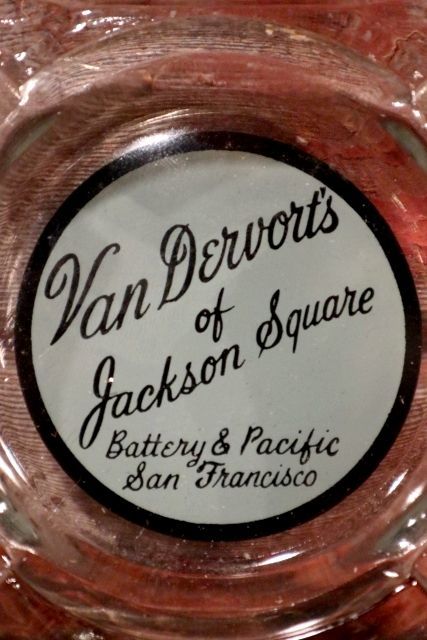 Van Dervort's
of
Jackson Square
Battery & Pacific
San Francisco